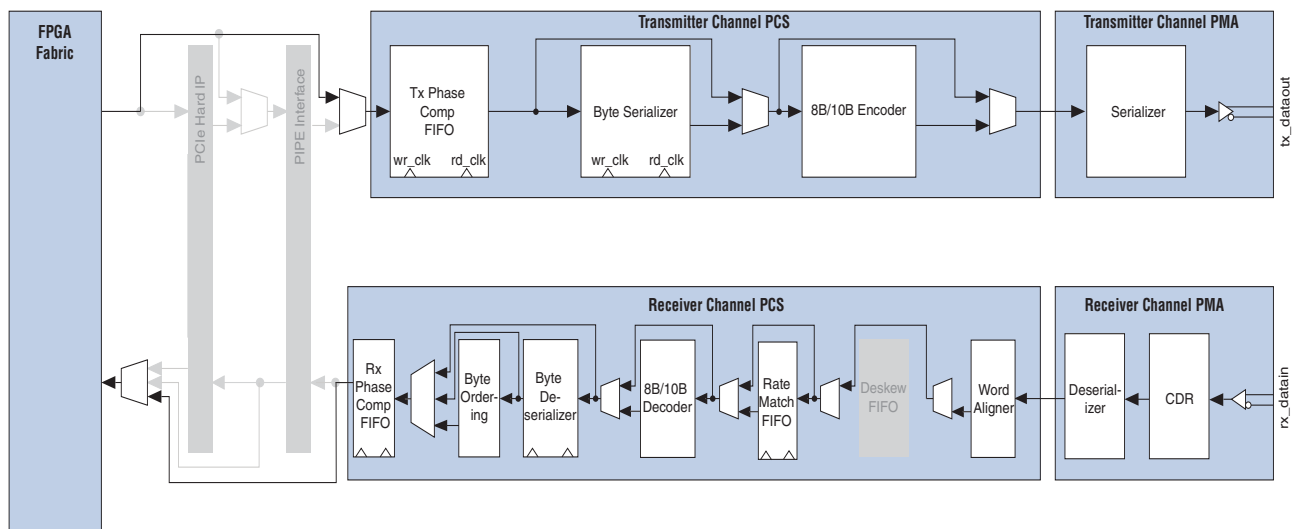 FPGA
Fabric
PCIe Hard IP
PIPE Interface
Transmitter Channel PCS
Tx Phase
Comp
FIFO
wr_clk
rd_clk
Byte Serializer
wr_clk
rd_clk
8B/10B Encoder
Transmitter Channel PMA
Serializer
tx_dataout
Receiver Channel PCS
Rx
Phase
Comp
FIFO
Byte
Order-
ing
Byte
De-
serializer
8B/10B
Decoder
Rate
Match
FIFO
Deskew
FIFO
Word
Aligner
Receiver Channel PMA
Deserial-
izer
CDR
rx_datain